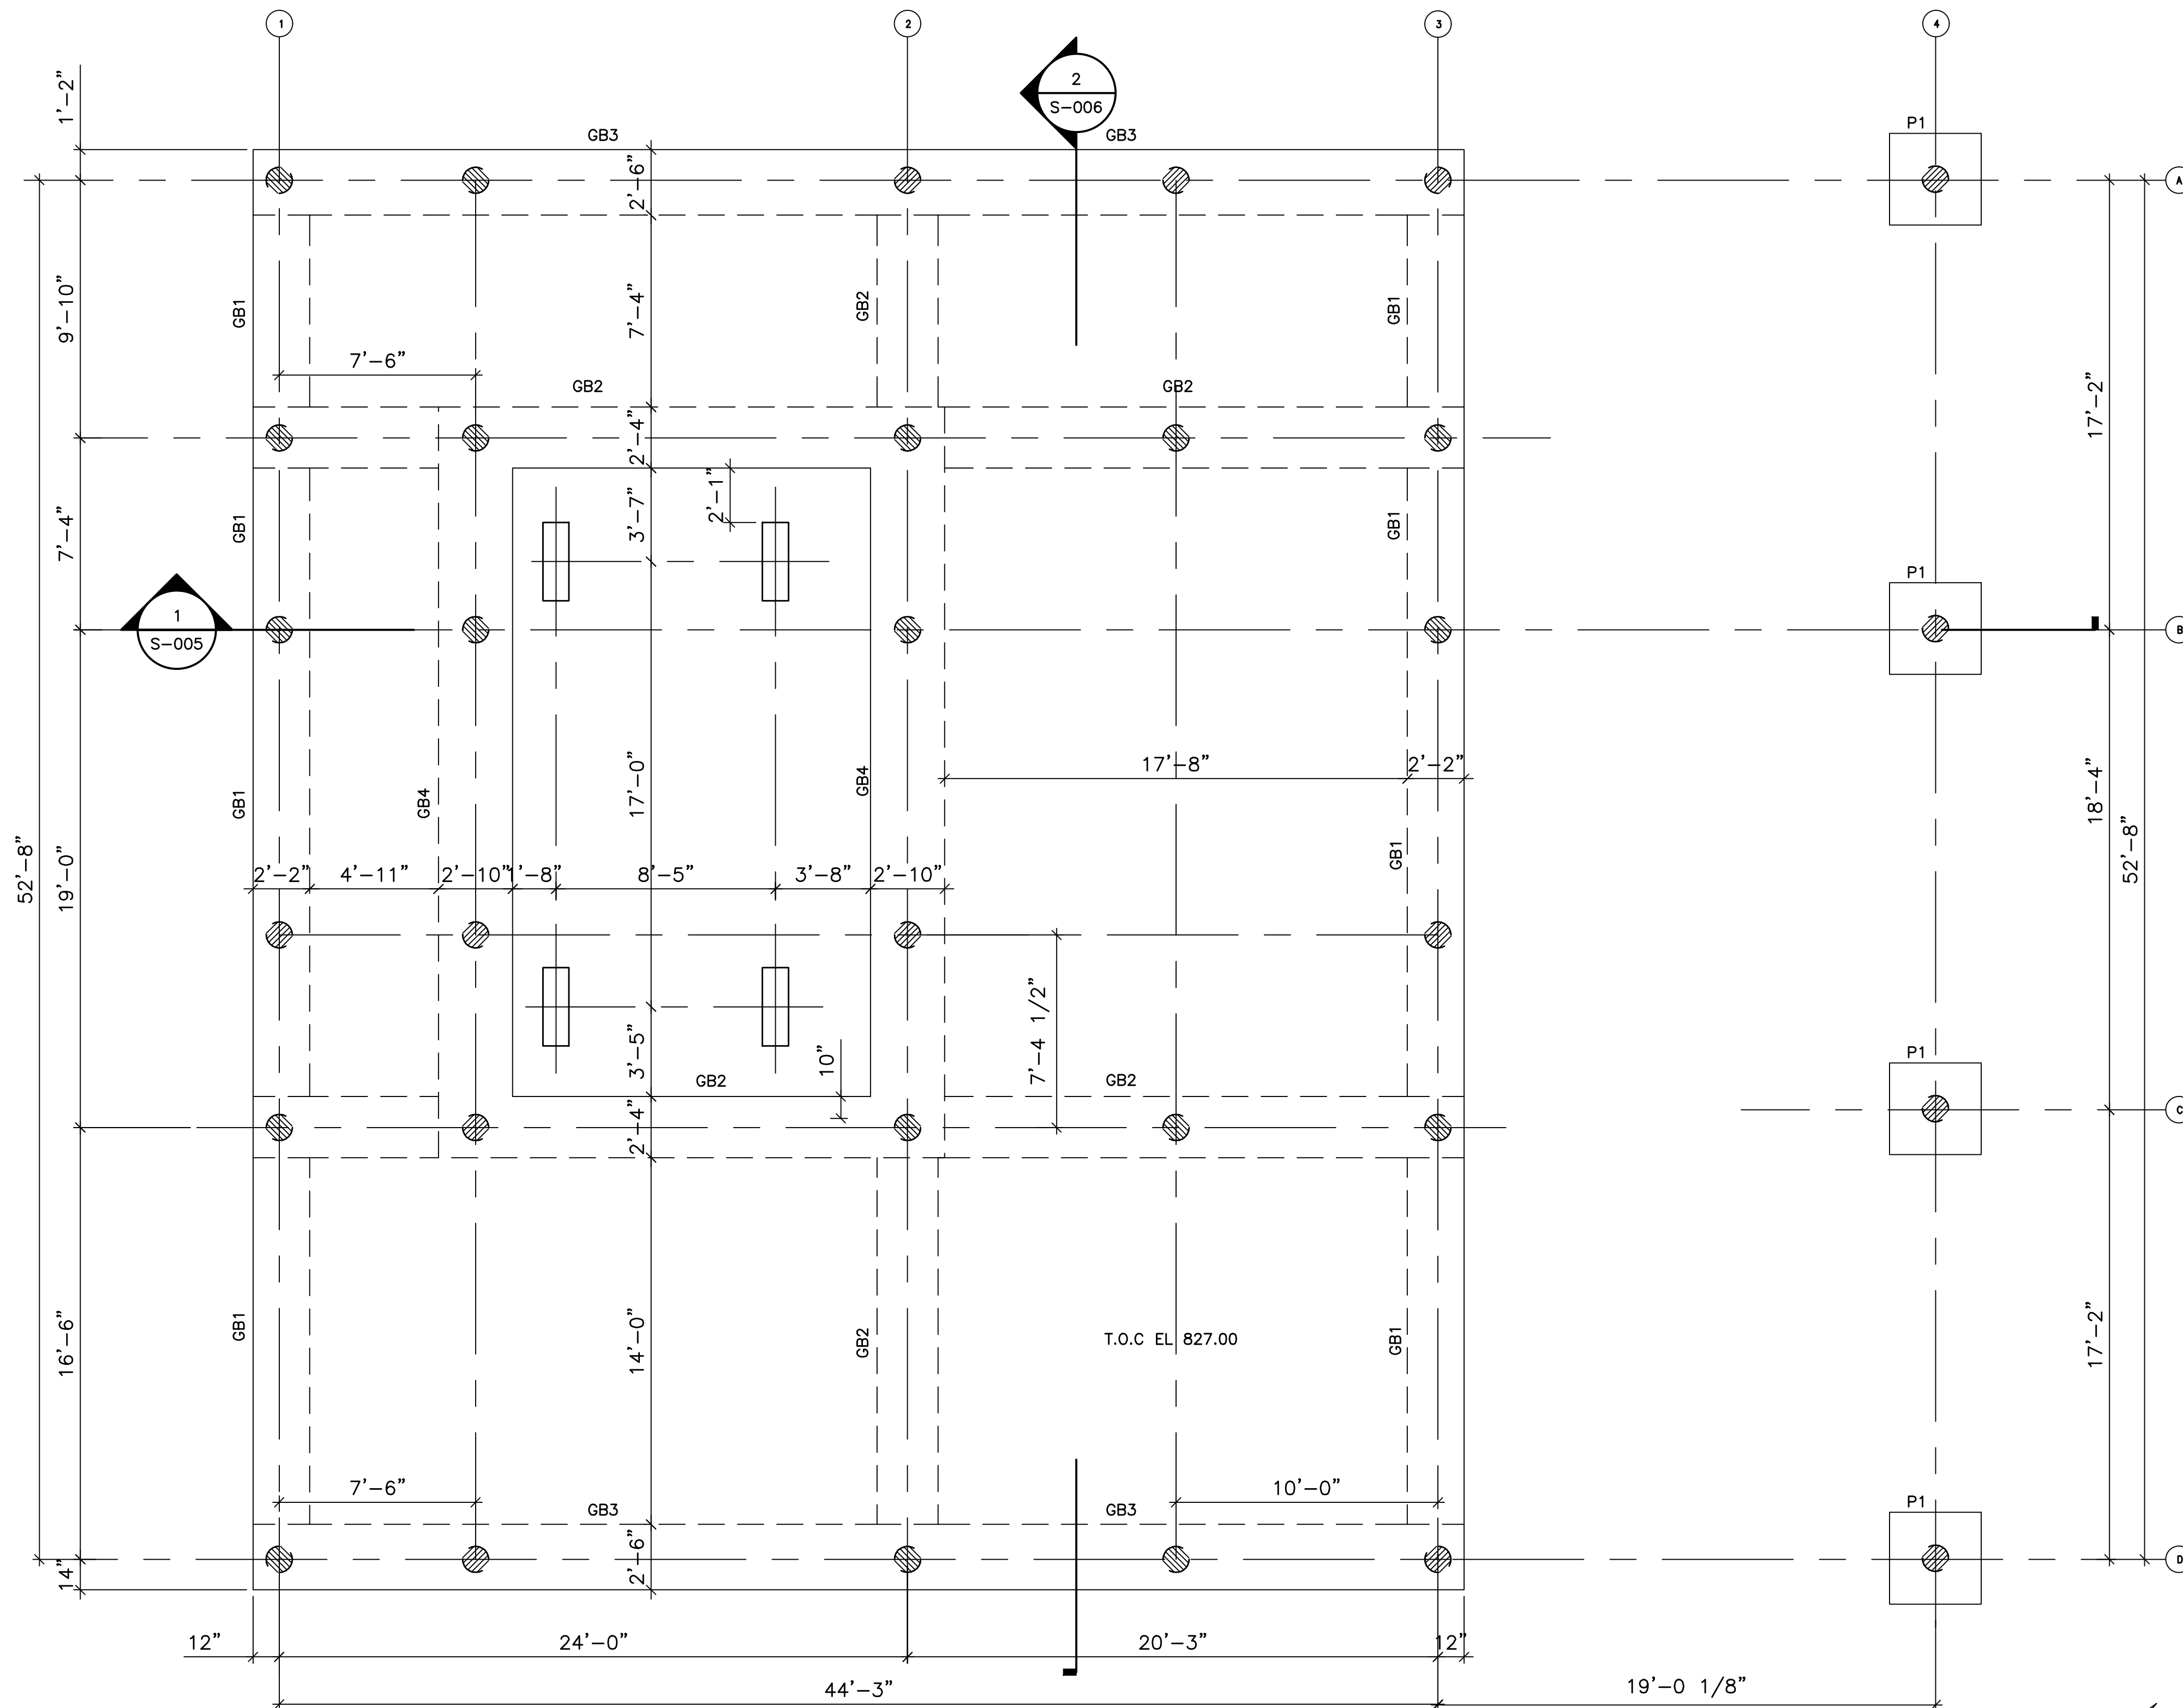 1
2
3
4
2
S-006
1'-2"
P1
GB3
GB3
2'-6"
A
9'-10"
GB1
7'-4"
GB2
GB1
7'-6"
GB2
GB2
17'-2"
2'-4"
2'-1"
3'-7"
7'-4"
GB1
GB1
P1
1
S-005
B
17'-8"
2'-2"
17'-0"
GB4
GB4
GB1
18'-4"
52'-8"
19'-0"
GB1
52'-8"
2'-2"
4'-11"
2'-10"
1'-8"
8'-5"
3'-8"
2'-10"
7'-4 1/2"
10"
3'-5"
GB2
GB2
P1
C
2'-4"
16'-6"
GB1
14'-0"
GB2
T.O.C EL 827.00
GB1
17'-2"
7'-6"
10'-0"
GB3
GB3
P1
14"
2'-6"
D
12"
24'-0"
20'-3"
12"
44'-3"
19'-0 1/8"